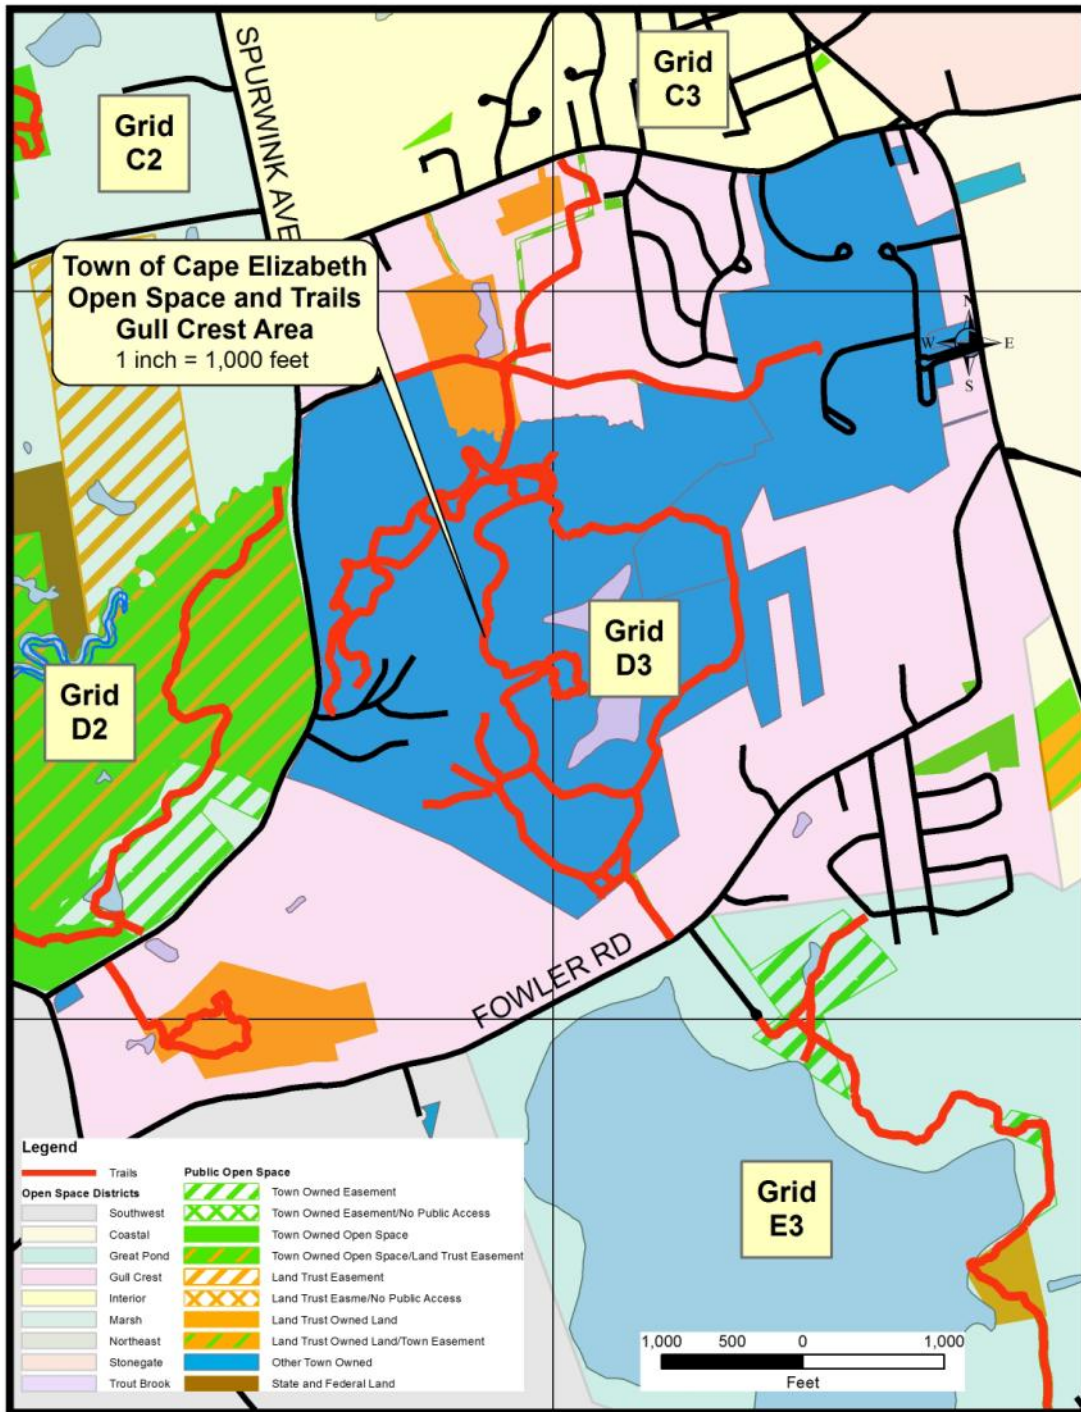 SPURWINK AVE
Grid
C3
Grid
C2
Town of Cape Elizabeth
Open Space and Trails
Gull Crest Area
1 inch = 1,000 feet
N
W
E
S
Grid
D3
Grid
D2
FOWLER RD
Grid
E3
Legend
Trails
Open Space Districts
Southwest
Coastal
Great Pond
Gull Crest
Interior
Marsh
Northeast
Stonegate
Trout Brook
Public Open Space
Town Owned Easement
Town Owned Easement/No Public Access
Town Owned Open Space
Town Owned Open Space/Land Trust Easement
Land Trust Easement
Land Trust Easme/No Public Access
Land Trust Owned Land
Land Trust Owned Land/Town Easement
Other Town Owned
State and Federal Land
1,000 500 0 1,000
Feet